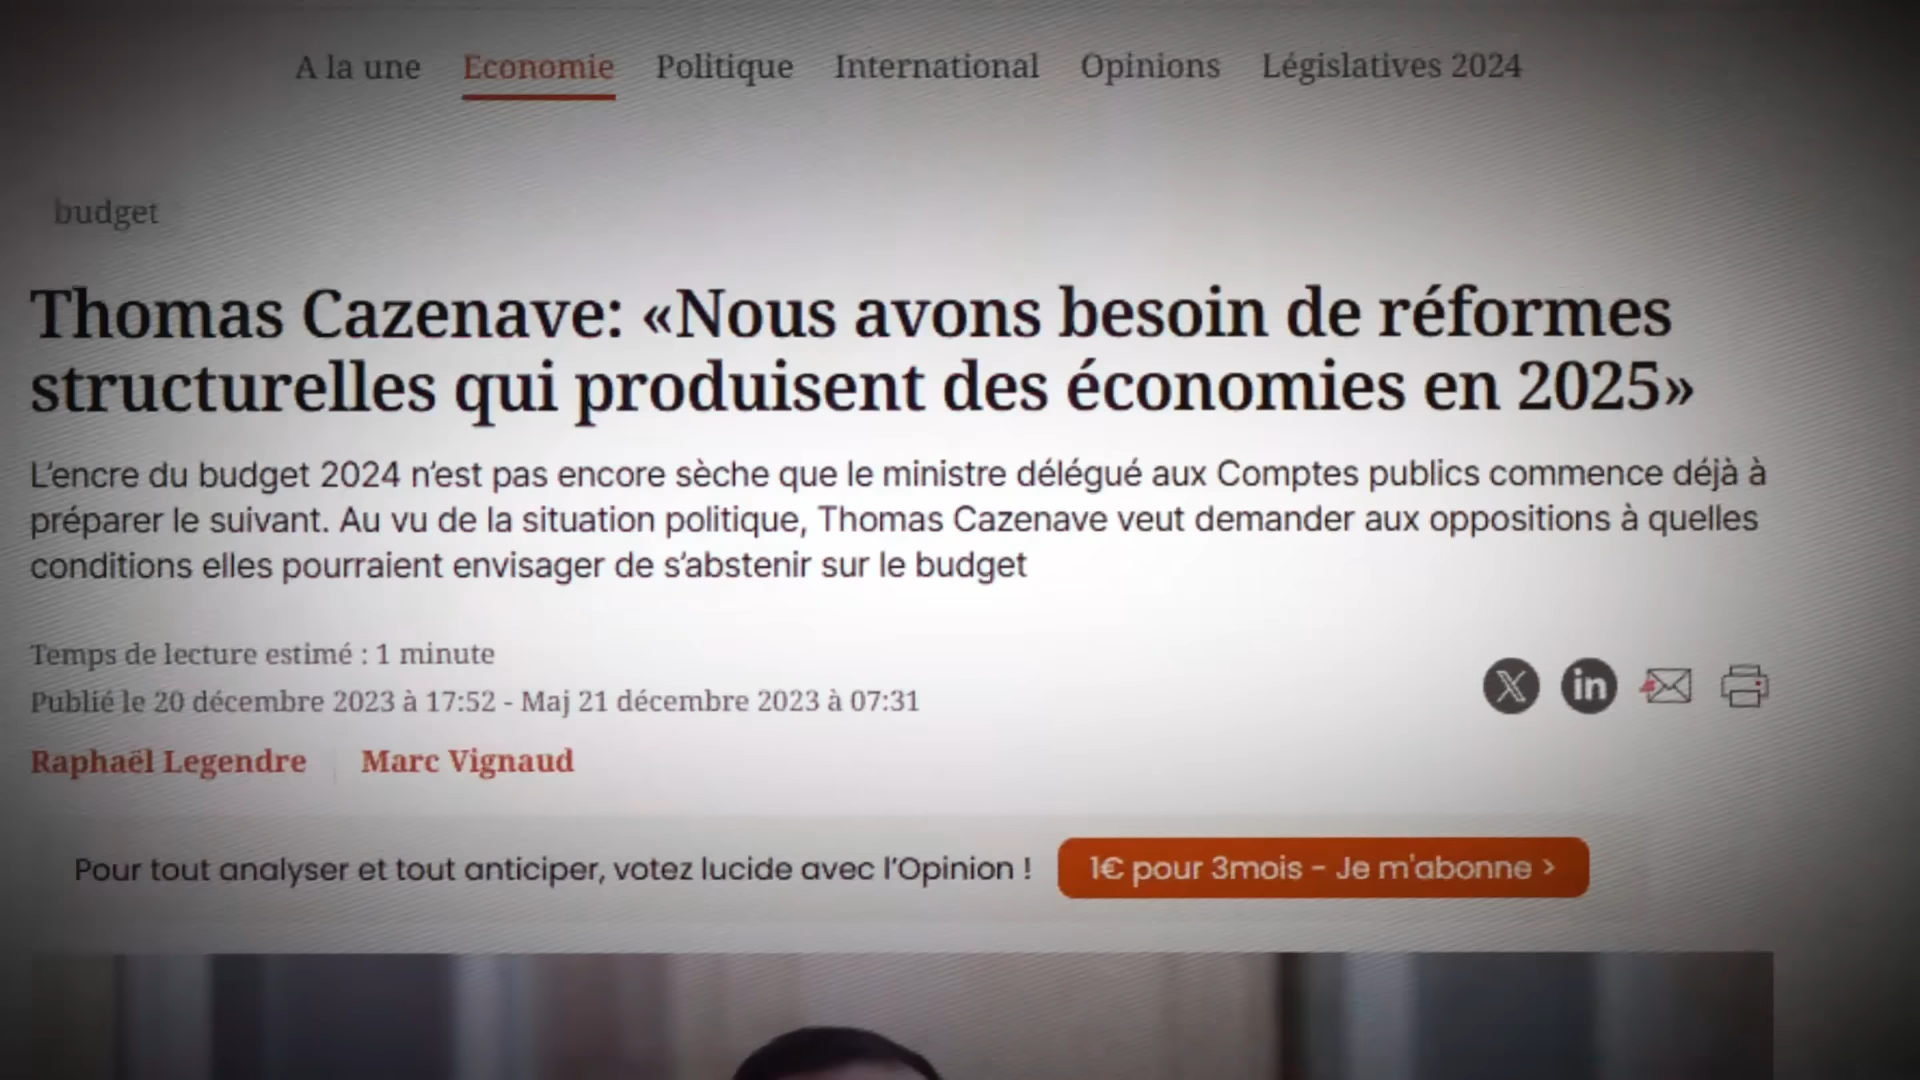 A la une Economie Politique International Opinions Législatives 2024
budget
Thomas Cazenave: «Nous avons besoin de réformes
structurelles qui produisent des économies en 2025»
L'encre du budget 2024 n'est pas encore sèche que le ministre délégué aux Comptes publics commence déjà à
préparer le suivant. Au vu de la situation politique, Thomas Cazenave veut demander aux oppositions à quelles
conditions elles pourraient envisager de s'abstenir sur le budget
Temps de lecture estimé : 1 minute
Publié le 20 décembre 2023 à 17:52 - Maj 21 décembre 2023 à 07:31
Raphaël Legendre Marc Vignaud
Pour tout analyser et tout anticiper, votez lucide avec l'Opinion ! 1€ pour 3mois - Je m'abonne >